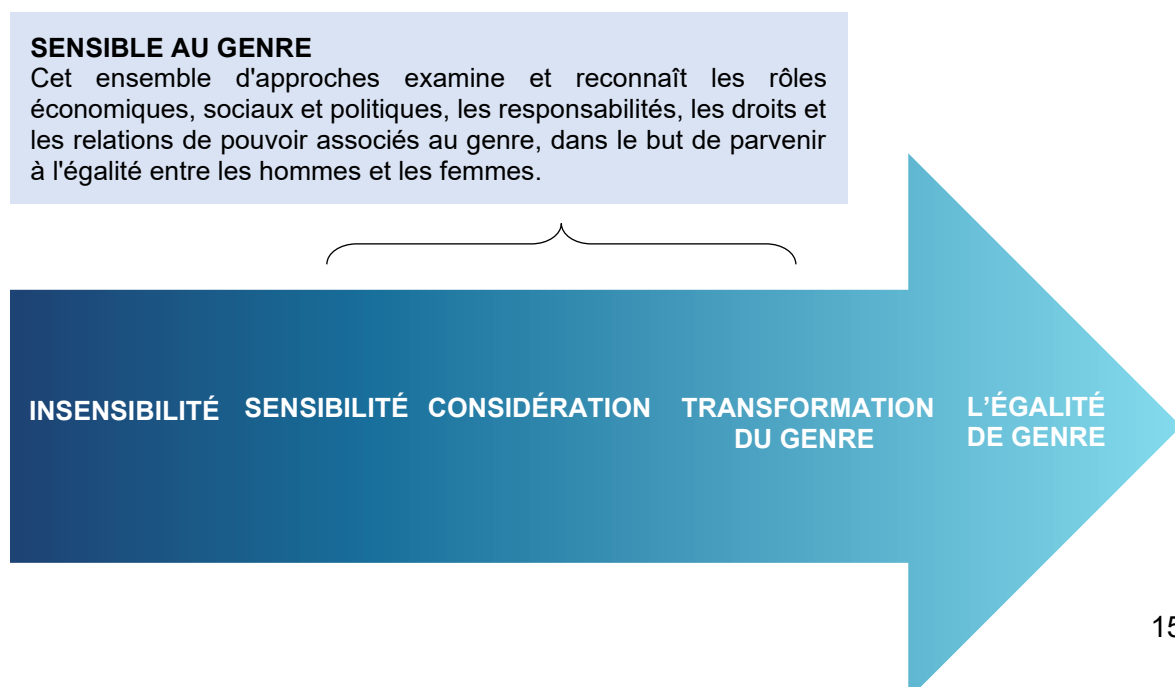 SENSIBLE AU GENRE
Cet ensemble d'approches examine et reconnaît les rôles
économiques, sociaux et politiques, les responsabilités, les droits et
les relations de pouvoir associés au genre, dans le but de parvenir
à l'égalité entre les hommes et les femmes.
INSENSIBILITÉ
SENSIBILITÉ
CONSIDÉRATION
TRANSFORMATION
DU GENRE
L’ÉGALITÉ
DE GENRE
15